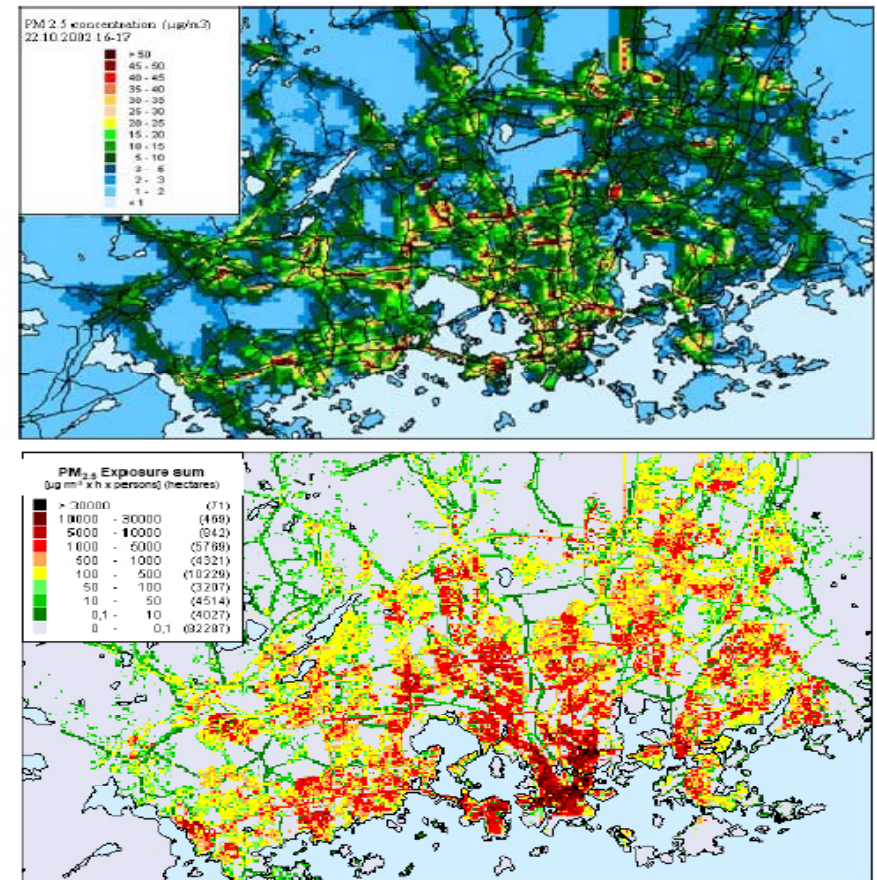 PM 2.5 concentration (µg/m3)
22.10.2002 16-17
> 50
45 - 50
40 - 45
35 - 40
30 - 35
25 - 30
20 - 25
15 - 20
10 - 15
5 - 10
3 - 5
2 - 3
1 - 2
<1
PM2.5 Exposure sum
[µg m-3 x h x persons] (hectares)
> 30000 (71)
10000 - 30000 (469)
5000 - 10000 (842)
1000 - 5000 (5769)
500 - 1000 (4321)
100 - 500 (10229)
50 - 100 (3207)
10 - 50 (4514)
0,1 - 10 (4027)
0 - 0,1 (82287)